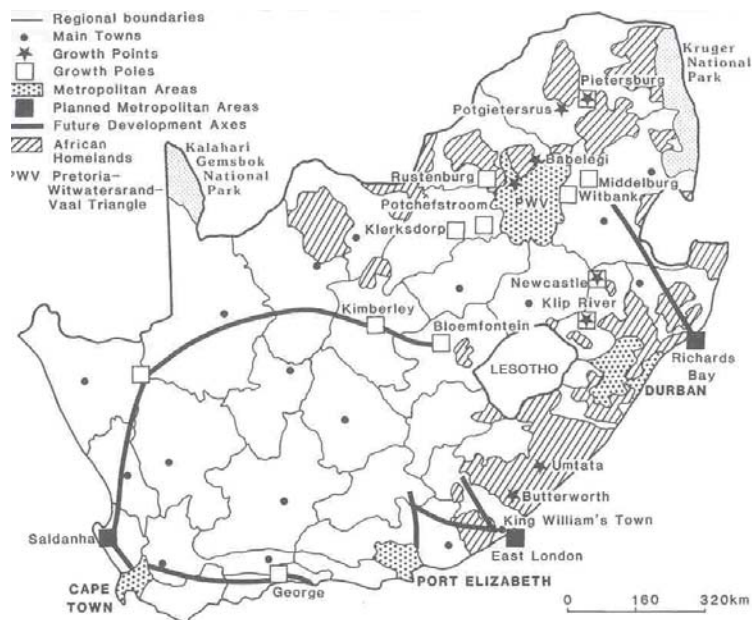 Regional boundaries
Main Towns
Growth Points
Growth Poles
Metropolitan Areas
Planned Metropolitan Areas
Future Development Axes
African
Homelands
PWV Pretoria-
Witwatersrand-
Vaal Triangle
Kalahari
Gemsbok
National
Park
Kruger
National
Park
Pietersburg
Potgietersrus
Babelegi
Rustenburg
PWV
Middelburg
Witbank
Potchefstroom
Klerksdorp
Newcastle
Klip River
Kimberley
Bloemfontein
LESOTHO
Richards
Bay
DURBAN
Umtata
Butterworth
King William's Town
Saldanha
East London
CAPE
TOWN
George
PORT ELIZABETH
0 160 320km